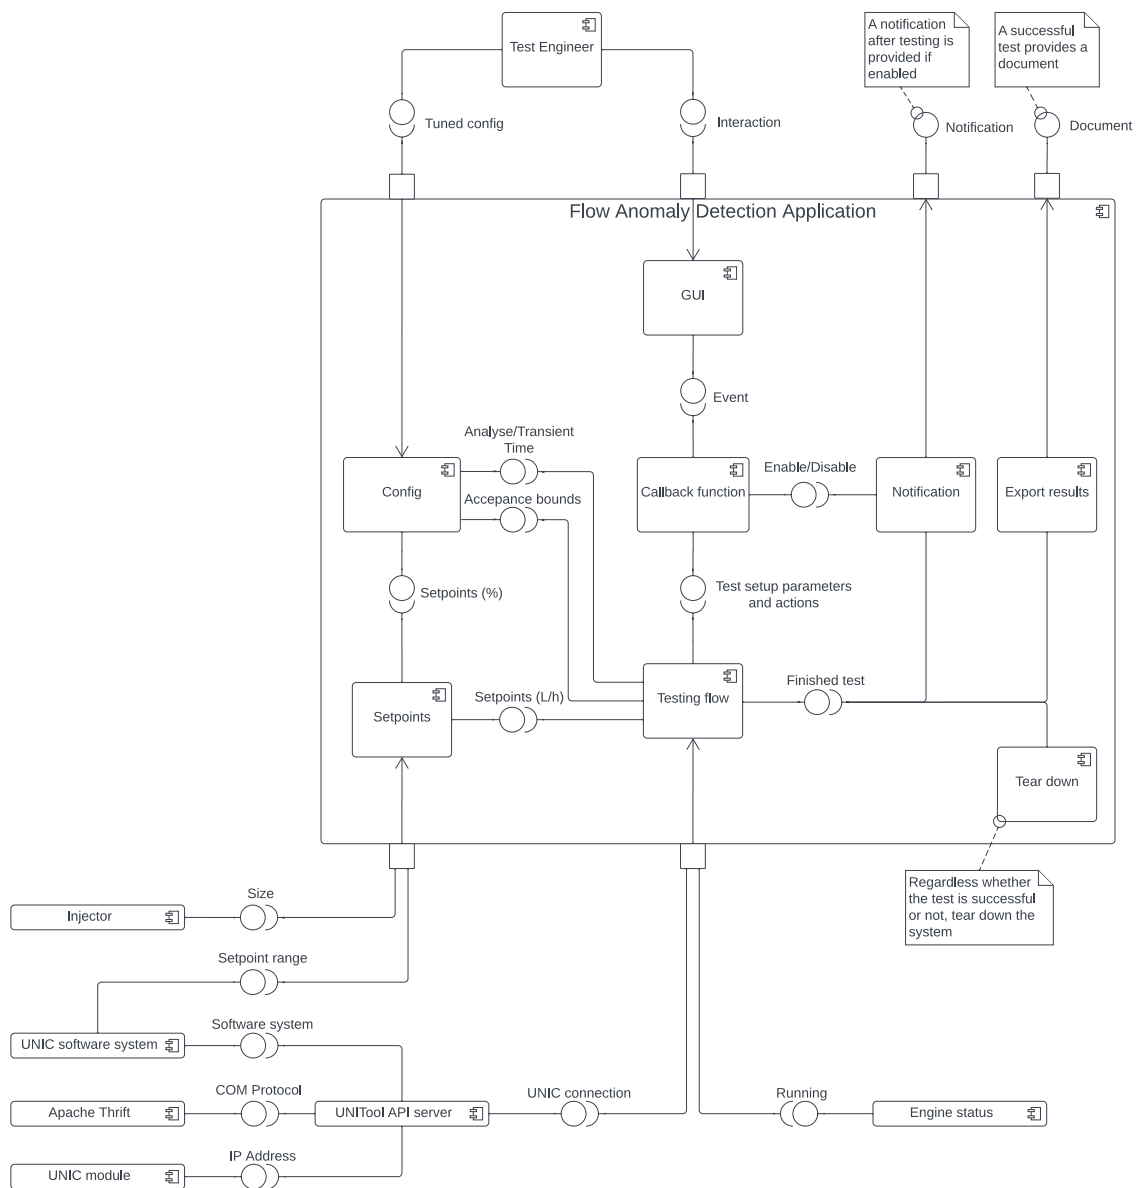 Test Engineer
A notification
after testing is
provided if
enabled
A successful
test provides a
document
Tuned config
Interaction
Notification
Document
Flow Anomaly Detection Application
GUI
Event
Analyse/Transient
Time
Config
Accepance bounds
Callback function
Enable/Disable
Notification
Export results
Setpoints (%)
Test setup parameters
and actions
Setpoints
Setpoints (L/h)
Testing flow
Finished test
Tear down
Regardless whether
the test is successful
or not, tear down the
system
Injector
Size
Setpoint range
UNIC software system
Software system
Apache Thrift
COM Protocol
UNITool API server
UNIC connection
Running
Engine status
UNIC module
IP Address